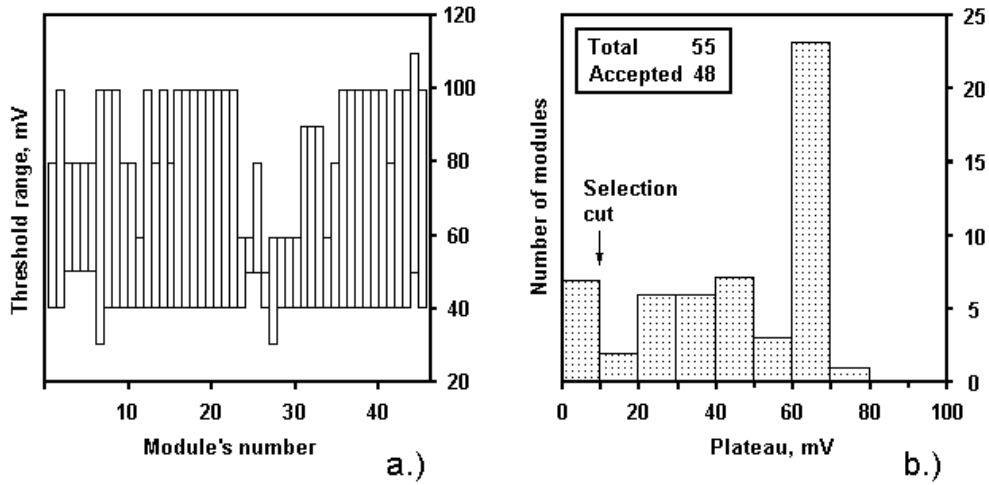 Threshold range, mV
120
100
80
60
40
20
10 20 30 40
Module's number
a.)
Total 55
Accepted 48
Selection
cut
Number of modules
25
20
15
10
5
0
0 20 40 60 80 100
Plateau, mV
b.)